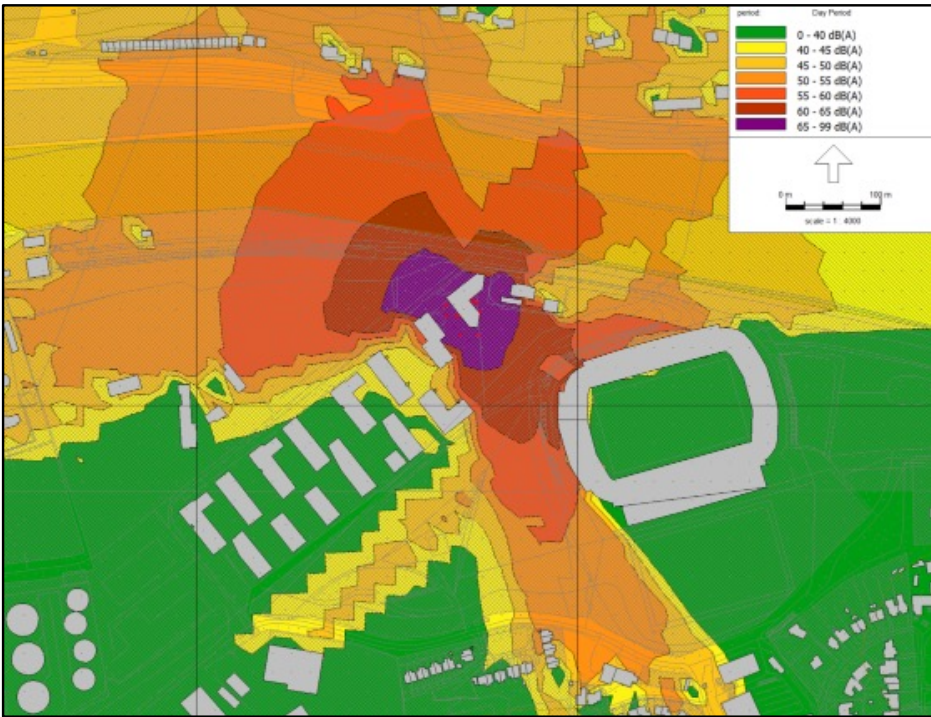 period Day Period
0 - 40 dB(A)
40 - 45 dB(A)
45 - 50 dB(A)
50 - 55 dB(A)
55 - 60 dB(A)
60 - 65 dB(A)
65 - 99 dB(A)
0 m 100 m
scale = 1 : 4000